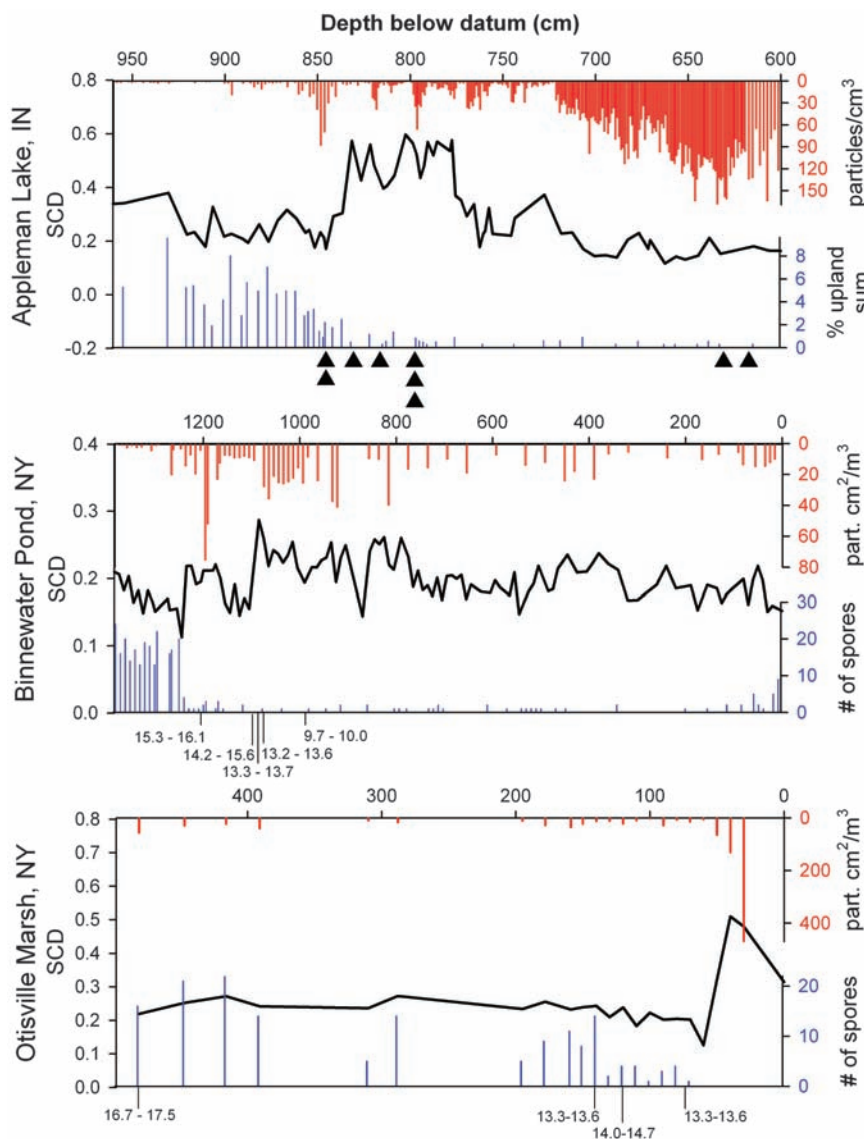 Depth below datum (cm)
950 900 850 800 750 700 650 600
Appleman Lake, IN
SCD
0.8
0.6
0.4
0.2
0.0
-0.2
0
30
60
90
120
150
particles/cm3
8
6
4
2
0
% upland
sum
1200 1000 800 600 400 200 0
Binnewater Pond, NY
SCD
0.4
0.3
0.2
0.1
0.0
0
20
40
60
80
part. cm2/m3
30
20
10
0
# of spores
15.3 - 16.1
14.2 - 15.6
13.3 - 13.7
13.2 - 13.6
9.7 - 10.0
400 300 200 100 0
Otisville Marsh, NY
SCD
0.8
0.7
0.6
0.5
0.4
0.3
0.2
0.1
0.0
0
200
400
part. cm2/m3
20
10
0
# of spores
16.7 - 17.5
13.3-13.6
14.0-14.7
13.3-13.6